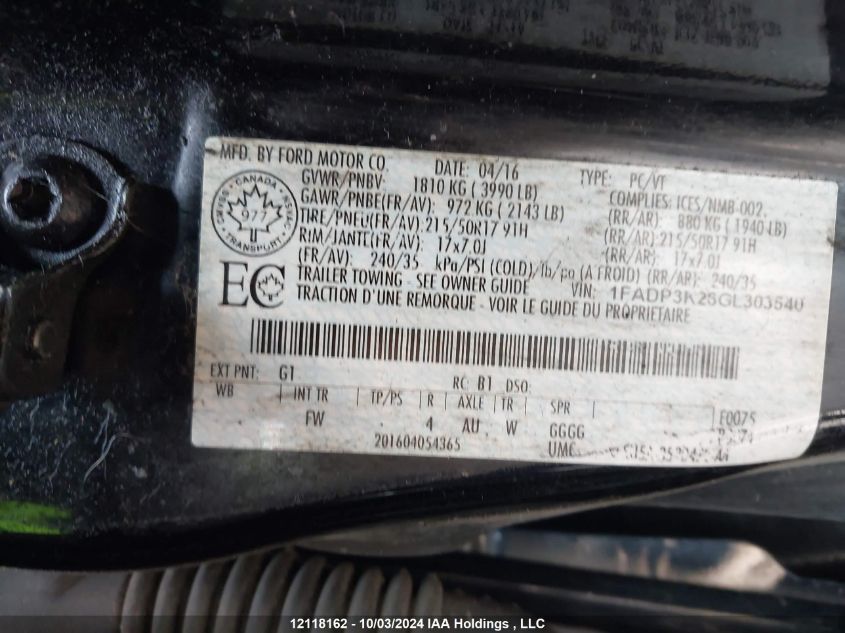 MFD. BY FORD MOTOR CO. DATE: 04/16 TYPE: PC/VT
GVWR/PNBV: 1810 KG ( 3990 LB) COMPLIES: ICES/NMB-002.
GAWR/PNBE(FR/AV): 972 KG ( 2143 LB) (RR/AR): 880 KG ( 1940 LB)
TIRE/PNEU(FR/AV):215/50R17 91H (RR/AR):215/50R17 91H
RIM/JANTE(FR/AV): 17x7.0J (RR/AR): 17x7.0J
(FR/AV): 240/35 kPa/PSI (COLD)/lb/po (A FROID) (RR/AR): 240/35
CANADA
977
TRANSPORT
EC
TRAILER TOWING - SEE OWNER GUIDE VIN: 1FADP3K25GL303540
TRACTION D'UNE REMORQUE - VOIR LE GUIDE DU PROPRIETAIRE
EXT PNT: G1 RC: B1 DSO:
WB INT TR TP/PS R AXLE TR SPR F0075
FW 4 AU W GGGG
201604054365 UMC
12118162 - 10/03/2024 IAA Holdings , LLC